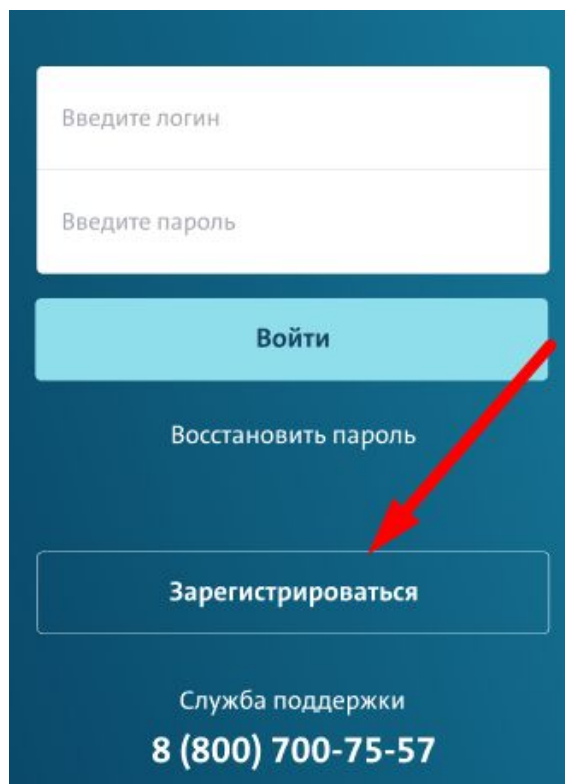 Введите логин
Введите пароль
Войти
Восстановить пароль
Зарегистрироваться
Служба поддержки
8 (800) 700-75-57